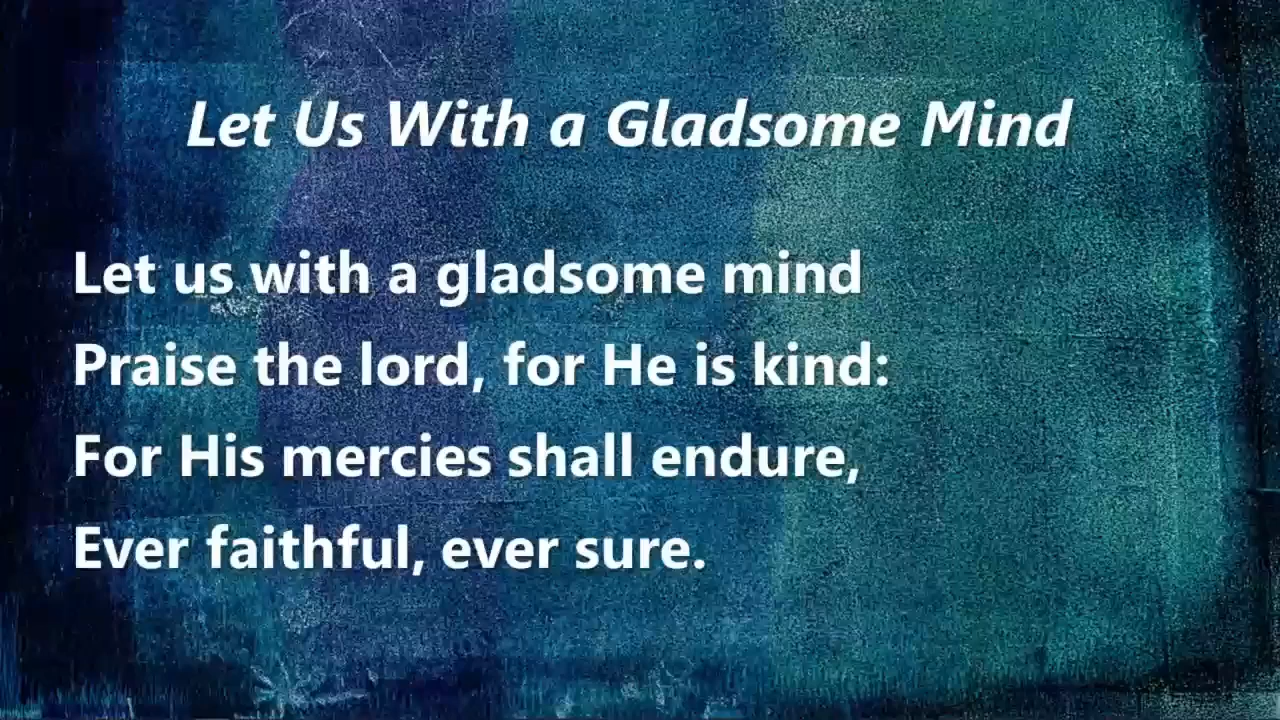 Let Us With a Gladsome Mind
Let us with a gladsome mind
Praise the lord, for He is kind:
For His mercies shall endure,
Ever faithful, ever sure.